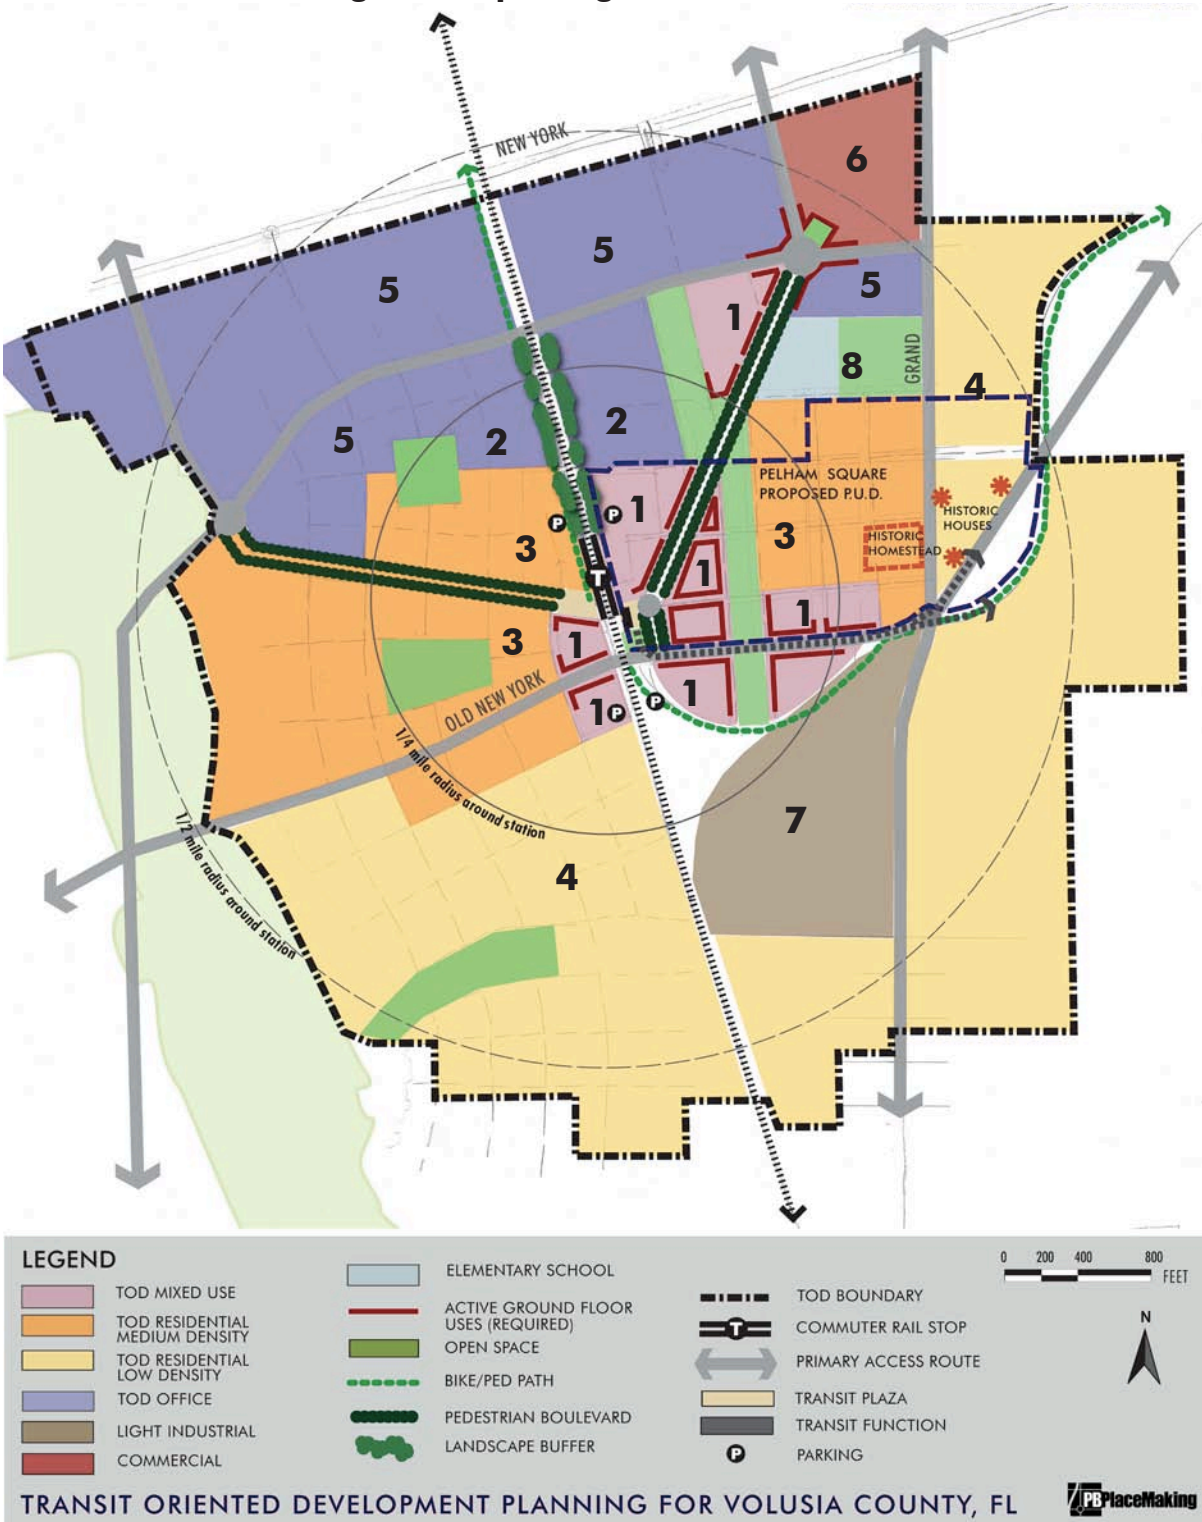 NEW YORK
6
5
5
5
1
8
GRAND
4
5
2
2
PELHAM SQUARE
PROPOSED P.U.D.
1
P
P
HISTORIC
HOUSES
HISTORIC
HOMESTEAD
3
3
T
1
1
3
1
1
OLD NEW YORK
1
P
P
1/4 mile radius around station
7
1/2 mile radius around station
4
LEGEND
TOD MIXED USE
TOD RESIDENTIAL
MEDIUM DENSITY
TOD RESIDENTIAL
LOW DENSITY
TOD OFFICE
LIGHT INDUSTRIAL
COMMERCIAL
ELEMENTARY SCHOOL
ACTIVE GROUND FLOOR
USES (REQUIRED)
OPEN SPACE
BIKE/PED PATH
PEDESTRIAN BOULEVARD
LANDSCAPE BUFFER
0 200 400 800
FEET
TOD BOUNDARY
T
COMMUTER RAIL STOP
PRIMARY ACCESS ROUTE
TRANSIT PLAZA
TRANSIT FUNCTION
P
PARKING
N
TRANSIT ORIENTED DEVELOPMENT PLANNING FOR VOLUSIA COUNTY, FL
PBPlaceMaking